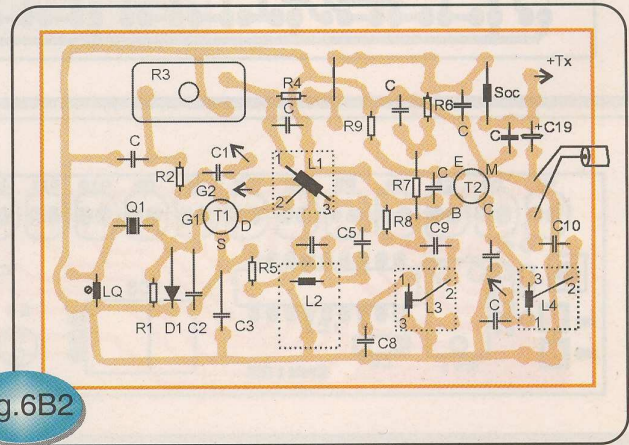 +Tx
R3
R4
C
C
R6
C
Soc
C
+C19
R9
C
C1
R2
G2
1
L1
2
3
R7
C
E
M
T2
B
C
Q1
G1
T1
D
S
R8
C5
C9
C10
LQ
R5
L2
1
2
L3
3
3
2
L4
1
C
R1
D1
C2
C3
C8
g.6B2